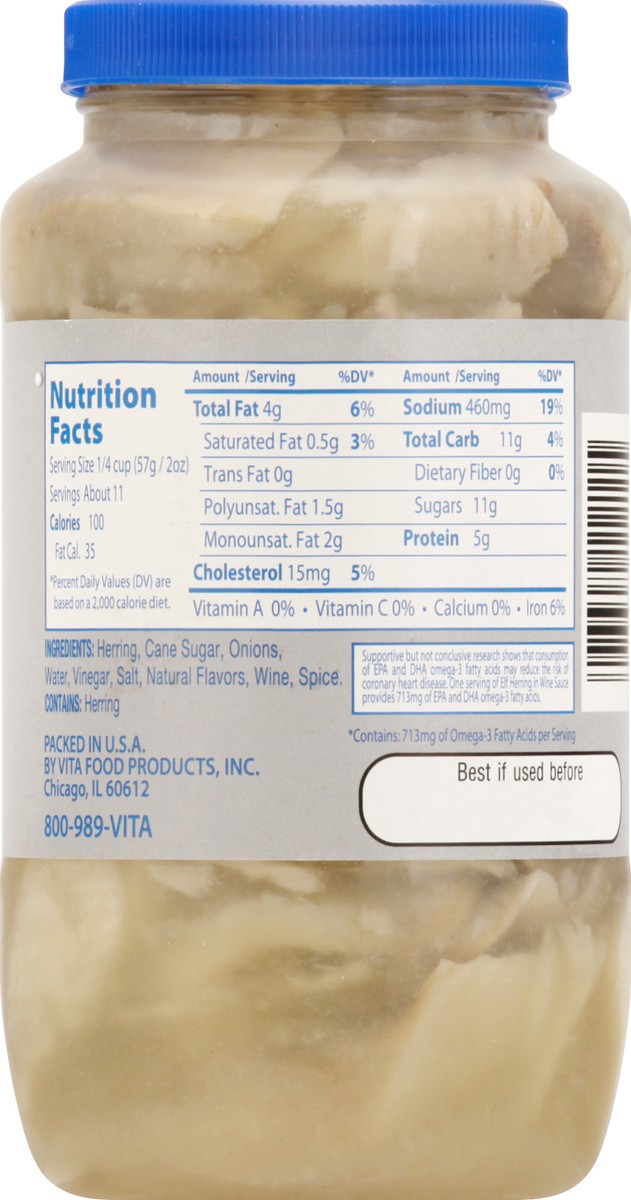 Nutrition
Facts
Serving Size 1/4 cup (57g / 2oz)
Servings About 11
Calories 100
Fat Cal. 35
*Percent Daily Values (DV) are
based on a 2,000 calorie diet.
Amount /Serving %DV*
Total Fat 4g 6%
Saturated Fat 0.5g 3%
Trans Fat 0g
Polyunsat. Fat 1.5g
Monounsat. Fat 2g
Cholesterol 15mg 5%
Amount /Serving %DV*
Sodium 460mg 19%
Total Carb 11g 4%
Dietary Fiber 0g 0%
Sugars 11g
Protein 5g
Vitamin A 0% • Vitamin C 0% • Calcium 0% • Iron 6%
INGREDIENTS: Herring, Cane Sugar, Onions,
Water, Vinegar, Salt, Natural Flavors, Wine, Spice.
CONTAINS: Herring
Supportive but not conclusive research shows that consumption
of EPA and DHA omega-3 fatty acids may reduce the risk of
coronary heart disease. One serving of Elf Herring in Wine Sauce
provides 713mg of EPA and DHA omega-3 fatty acids.
*Contains: 713mg of Omega-3 Fatty Acids per Serving
PACKED IN U.S.A.
BY VITA FOOD PRODUCTS, INC.
Chicago, IL 60612
800-989-VITA
Best if used before